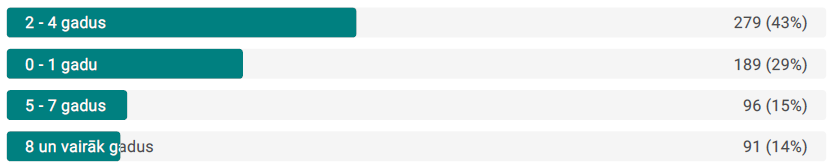 2 - 4 gadus 279 (43%)
0 - 1 gadu 189 (29%)
5 - 7 gadus 96 (15%)
8 un vairāk gadus 91 (14%)